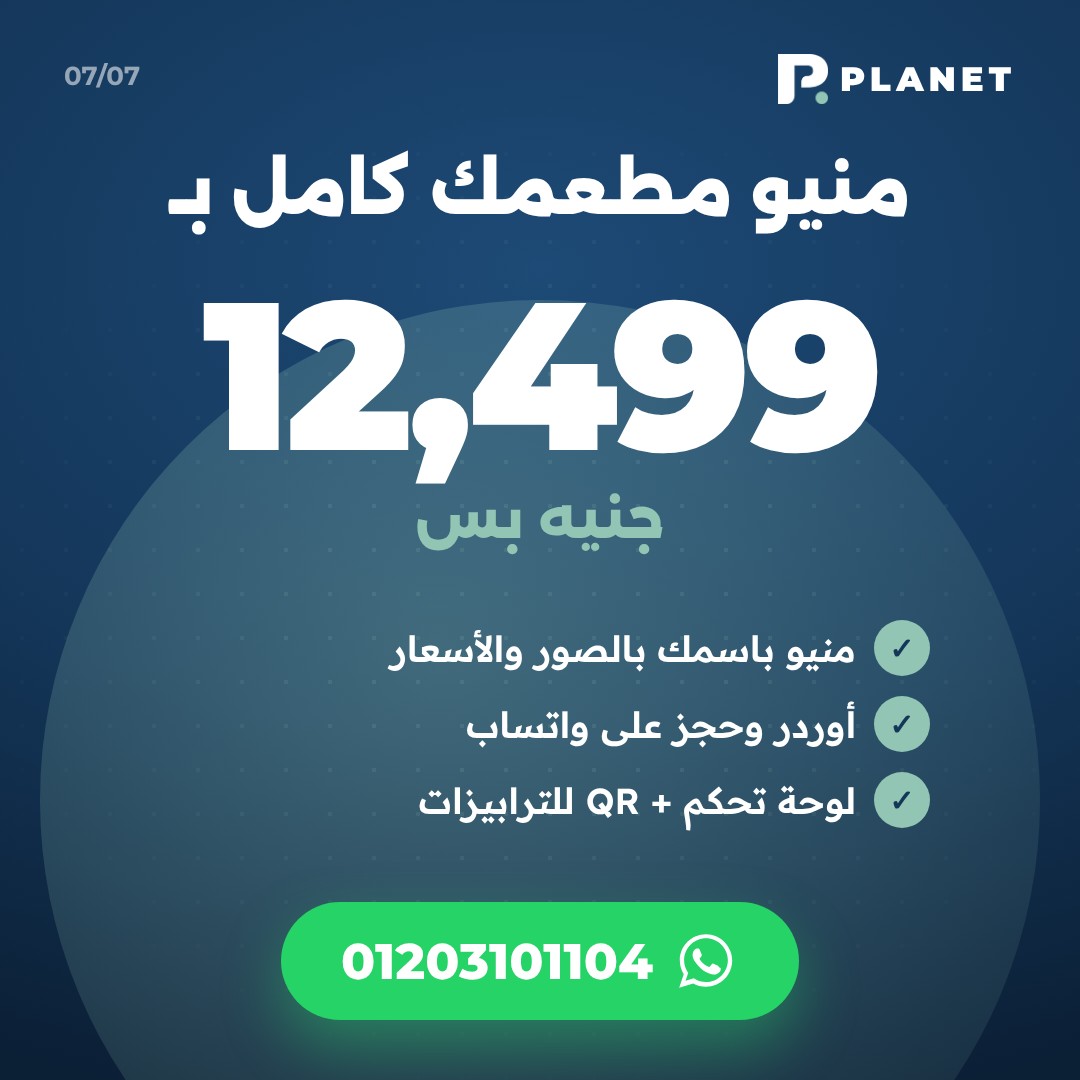 PLANET
07/07
منيو مطعمك كامل بـ
12,499
جنيه بس
✓ منيو باسمك بالصور والأسعار
✓ أوردر وحجز على واتساب
✓ لوحة تحكم + QR للترابيزات
01203101104